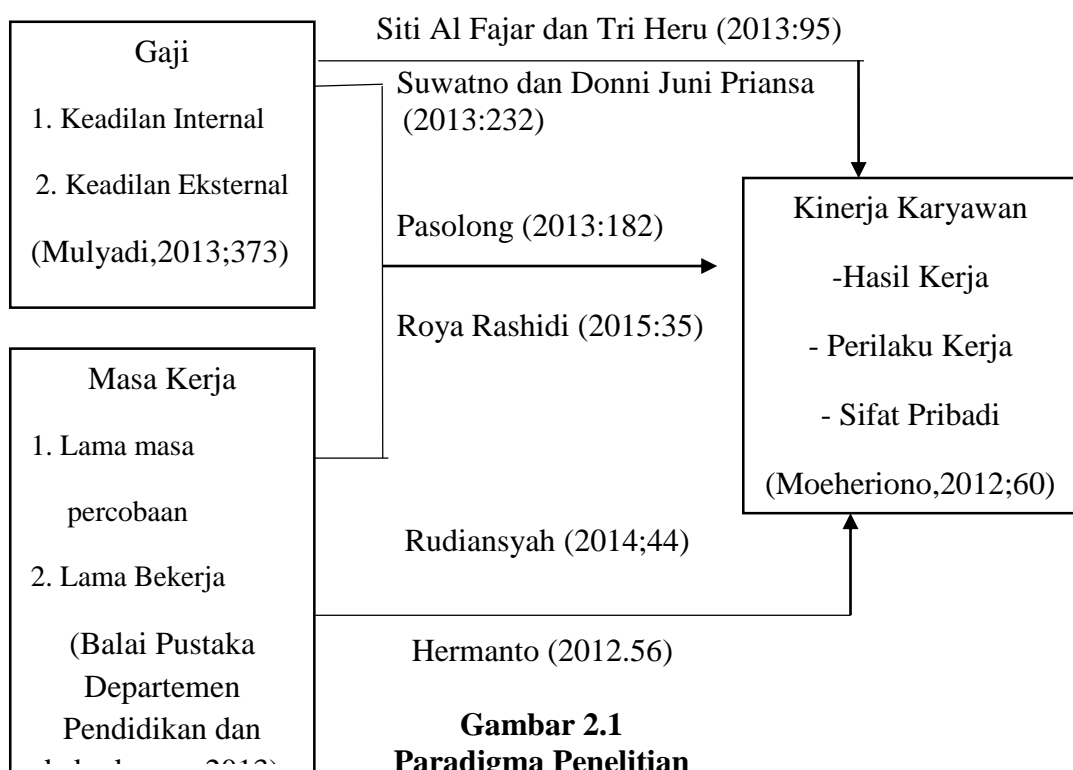 Gaji
1. Keadilan Internal
2. Keadilan Eksternal
(Mulyadi,2013;373)
Siti Al Fajar dan Tri Heru (2013:95)
Suwatno dan Donni Juni Priansa
(2013:232)
Pasolong (2013:182)
Roya Rashidi (2015:35)
Masa Kerja
1. Lama masa
percobaan
2. Lama Bekerja
(Balai Pustaka
Departemen
Pendidikan dan
2013)
Rudiansyah (2014;44)
Hermanto (2012.56)
Kinerja Karyawan
-Hasil Kerja
- Perilaku Kerja
- Sifat Pribadi
(Moeheriono,2012;60)
Gambar 2.1
Paradigma Penelitian